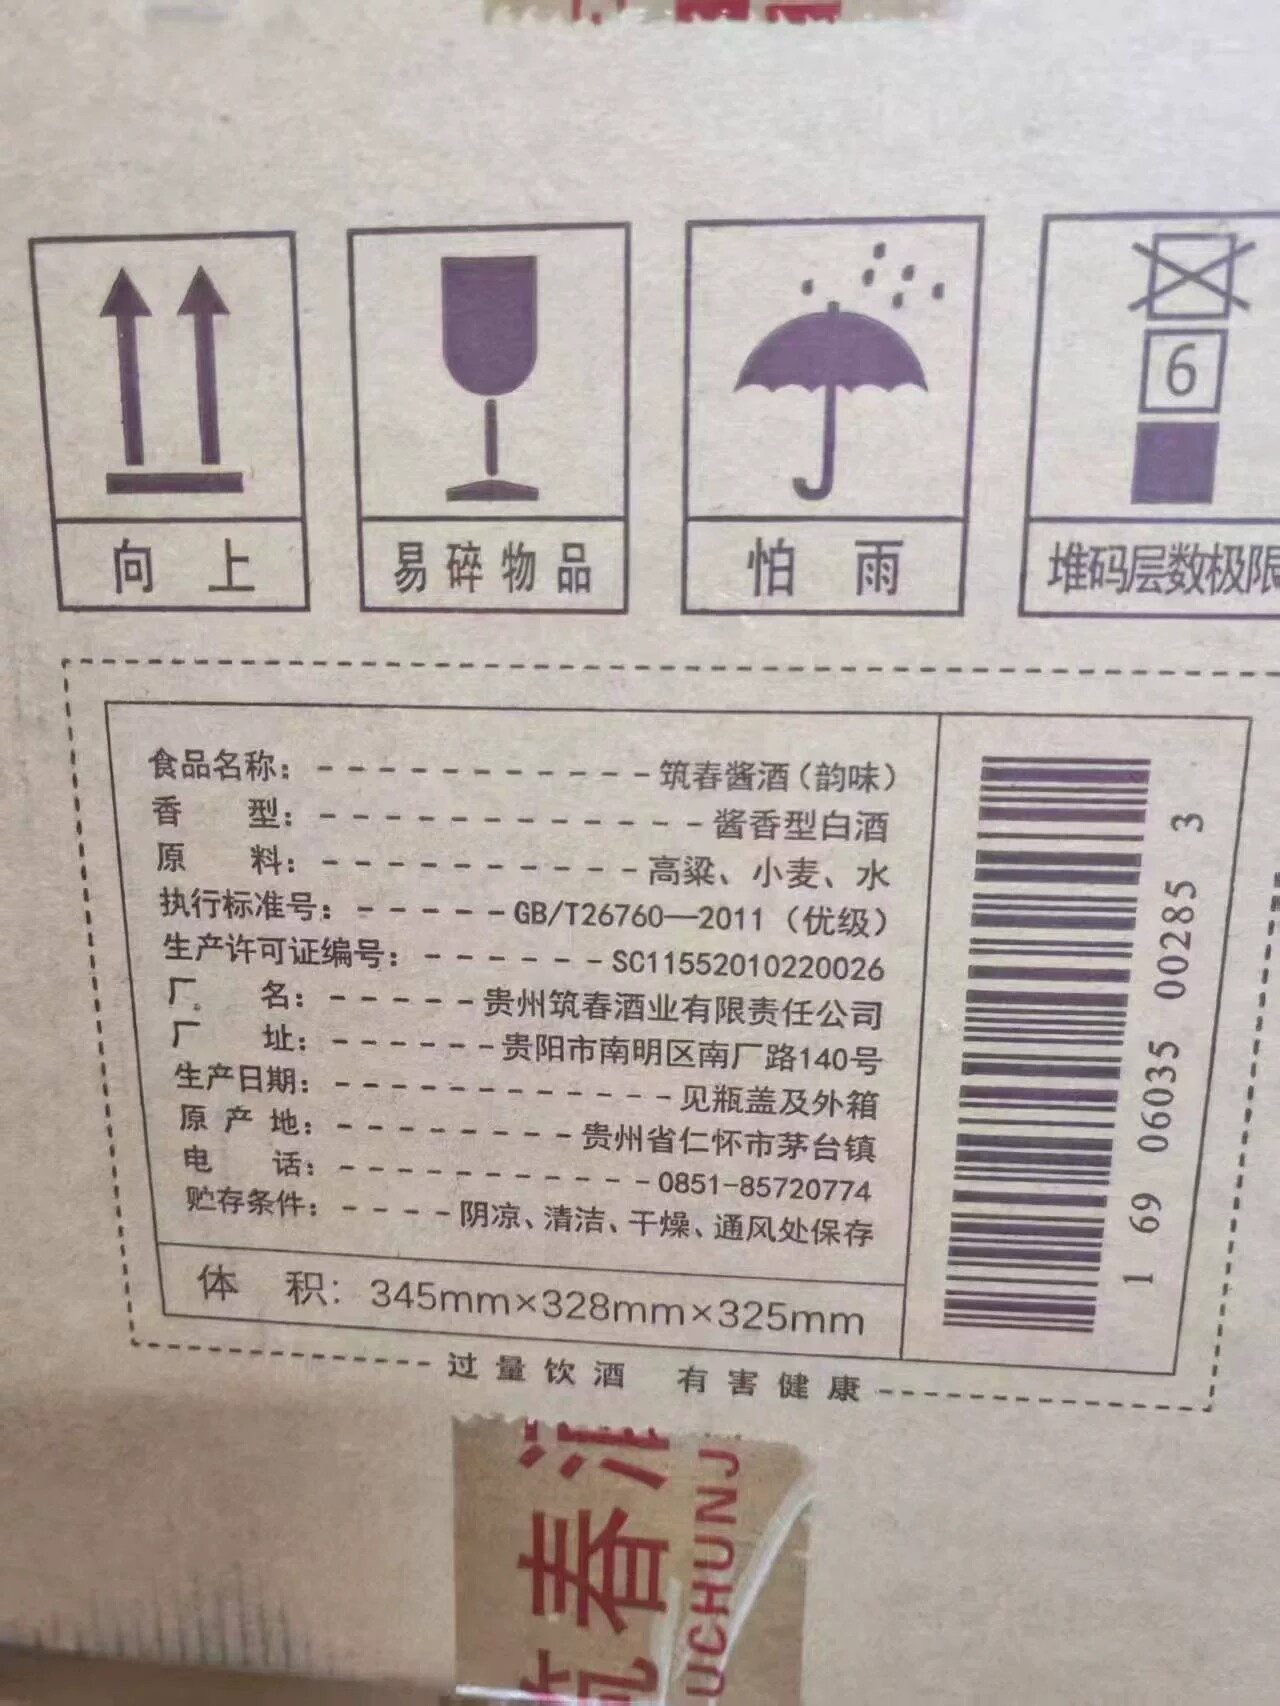 向 上
易碎物品
怕 雨
6
堆码层数极限
食品名称：-----------筑春酱酒（韵味）
香 型：-------------酱香型白酒
原 料：-----------高粱、小麦、水
执行标准号：-----GB/T26760—2011（优级）
生产许可证编号：------SC11552010220026
厂 名：-----贵州筑春酒业有限责任公司
厂 址：------贵阳市南明区南厂路140号
生产日期：------------见瓶盖及外箱
原 产 地：--------贵州省仁怀市茅台镇
电 话：-----------0851-85720774
贮存条件：----阴凉、清洁、干燥、通风处保存
体 积：345mm×328mm×325mm
1 69 06035 00285 3
过量饮酒 有害健康
筑春酒
UCHUNJ